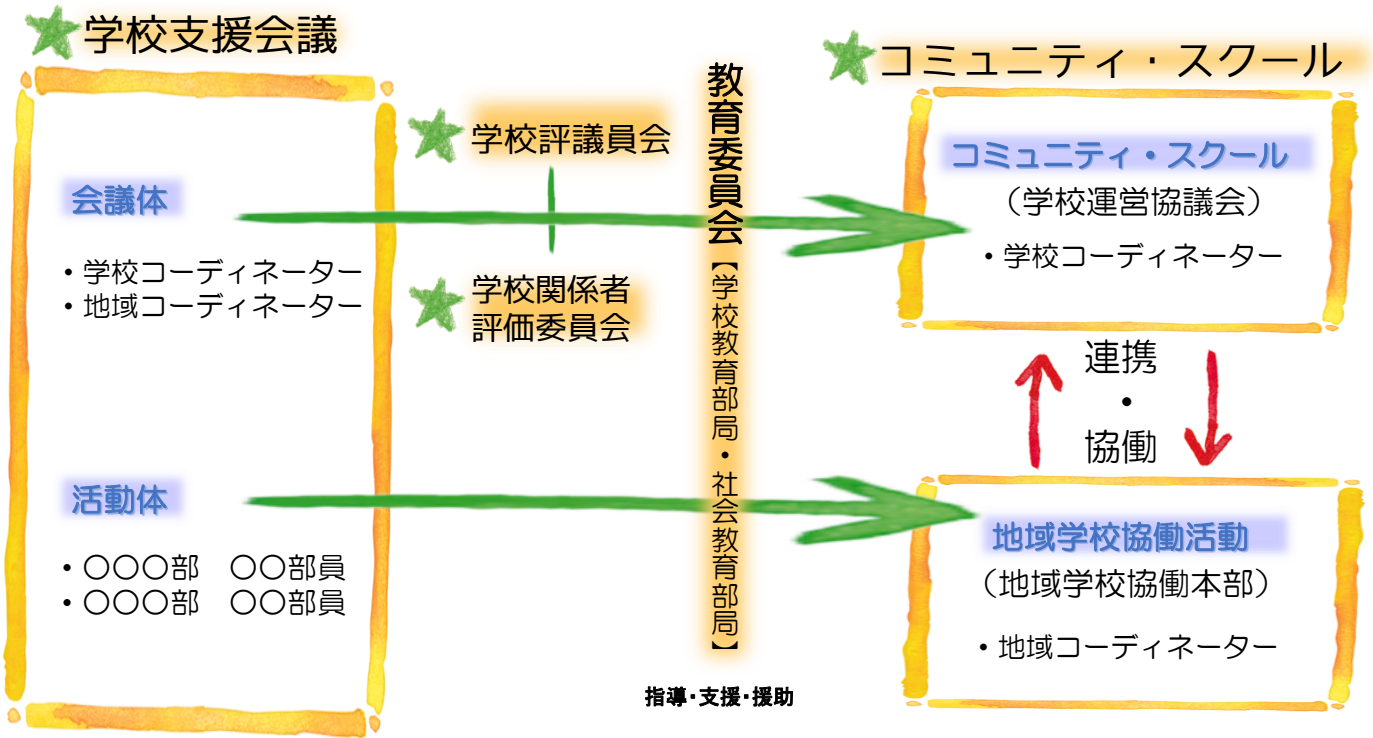 学校支援会議
会議体
・学校コーディネーター
・地域コーディネーター
活動体
・〇〇〇部　〇〇部員
・〇〇〇部　〇〇部員
学校評議員会
学校関係者
評価委員会
教育委員会【学校教育部局・社会教育部局】
指導・支援・援助
コミュニティ・スクール
コミュニティ・スクール
（学校運営協議会）
・学校コーディネーター
連携
・
協働
地域学校協働活動
（地域学校協働本部）
・地域コーディネーター